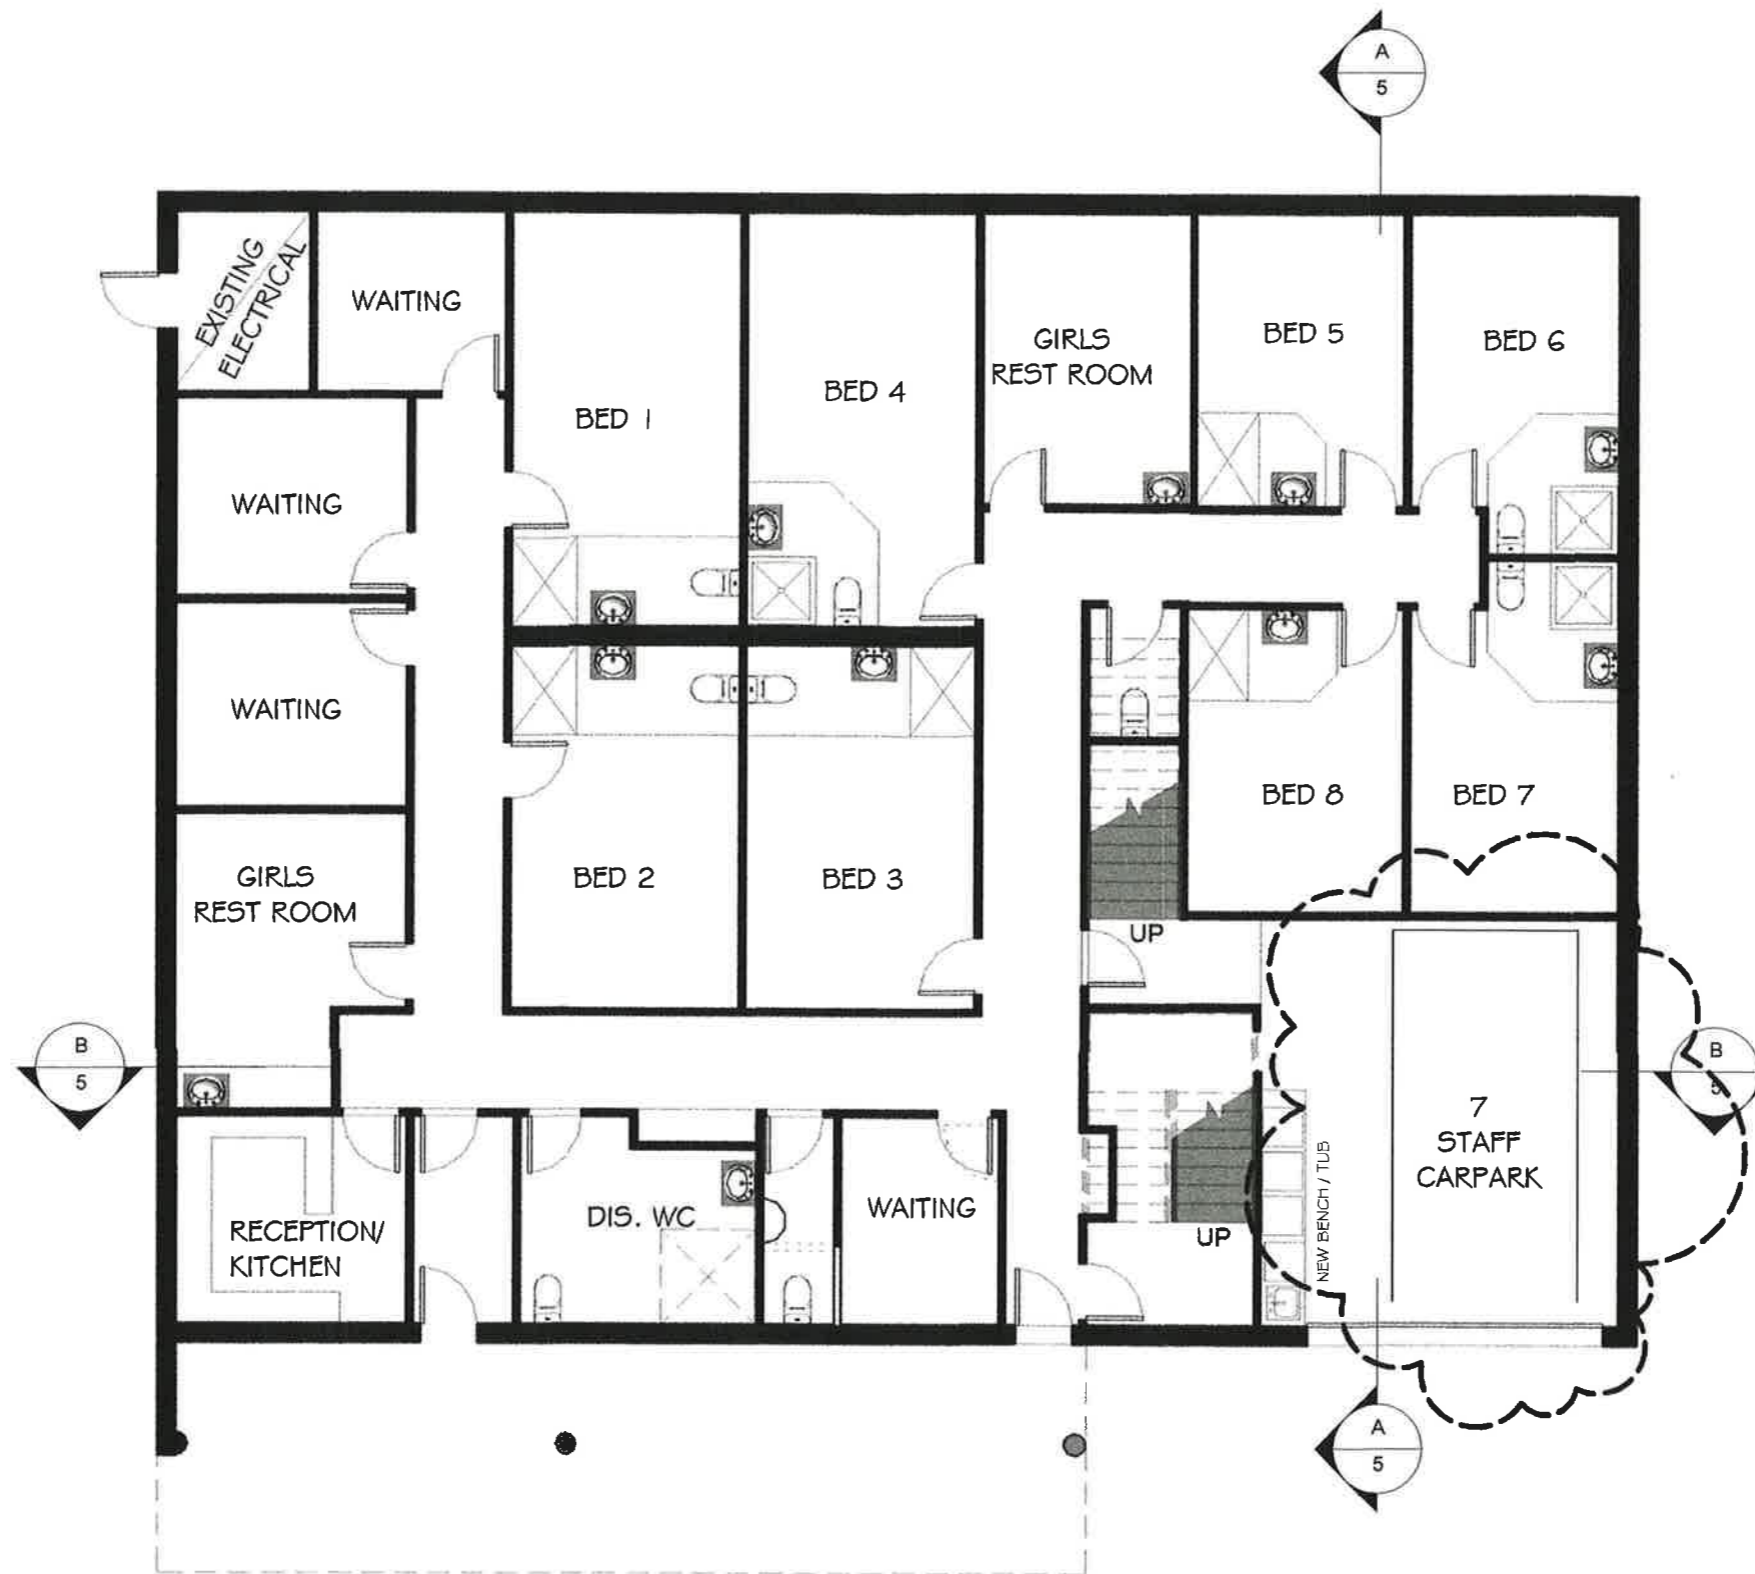 A
5
EXISTING
ELECTRICAL
WAITING
BED 1
BED 4
GIRLS
REST ROOM
BED 5
BED 6
WAITING
WAITING
GIRLS
REST ROOM
BED 2
BED 3
BED 8
BED 7
UP
B
5
B
5
7
STAFF
CARPARK
NEW BENCH / TUB
RECEPTION/
KITCHEN
DIS. WC
WAITING
UP
A
5